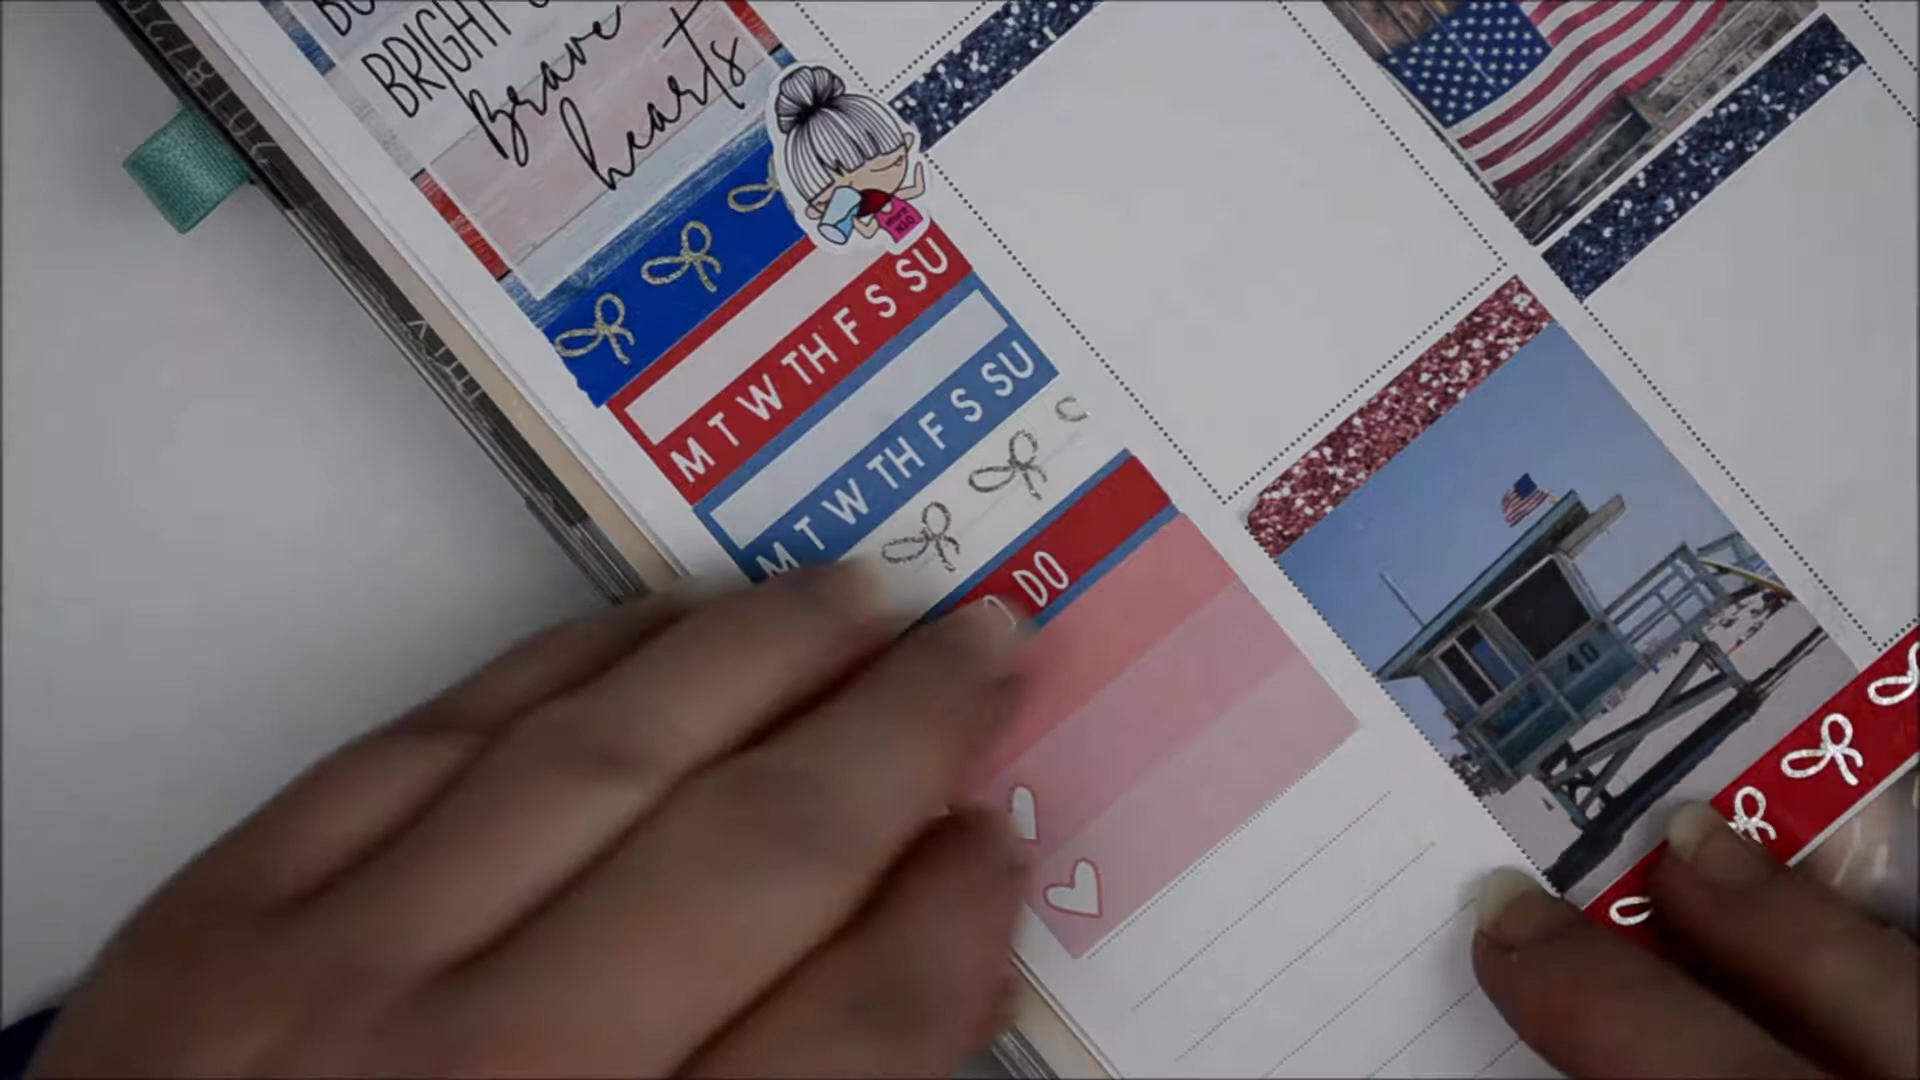 BRIGHT
Brave
hearts
M T W TH F S SU
M T W TH F S SU
DO
40